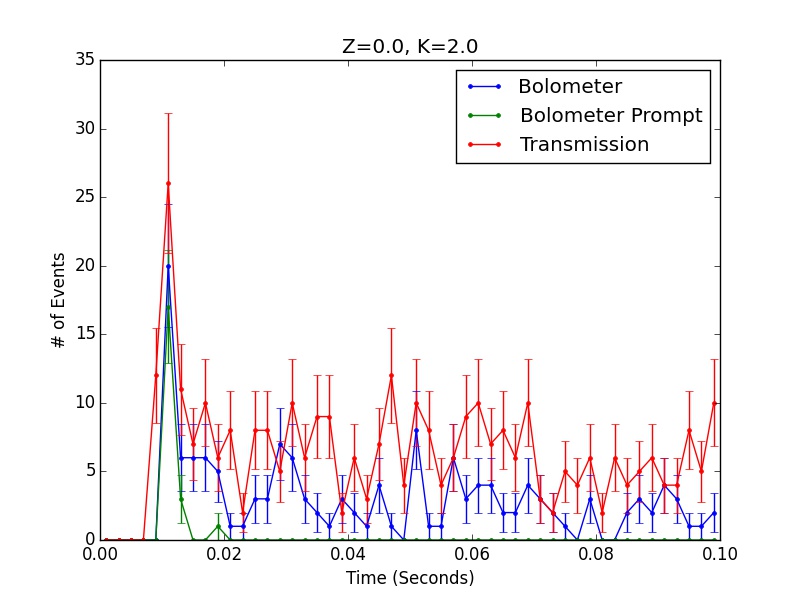 Z=0.0, K=2.0
35
30
25
20
15
10
5
0
# of Events
Bolometer
Bolometer Prompt
Transmission
0.00 0.02 0.04 0.06 0.08 0.10
Time (Seconds)